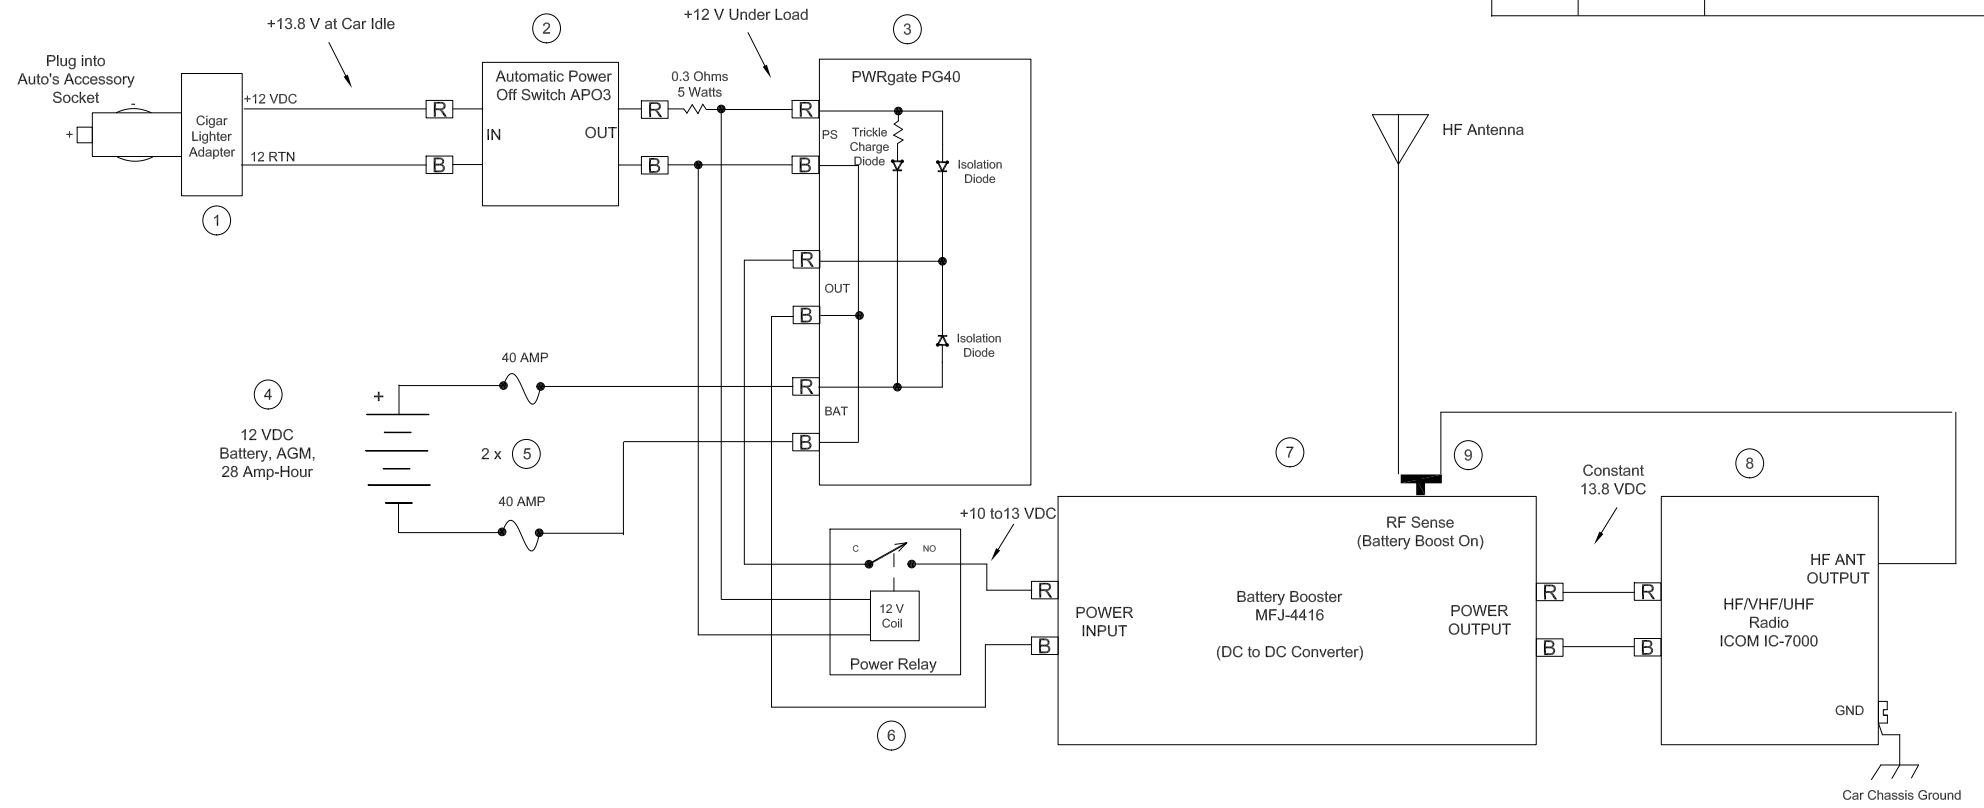 +13.8 V at Car Idle
2
+12 V Under Load
3
Plug into
Auto's Accessory
Socket
-
+
Cigar
Lighter
Adapter
+12 VDC
12 RTN
1
R
B
Automatic Power
Off Switch APO3
IN
OUT
R
B
0.3 Ohms
5 Watts
R
B
PWRgate PG40
PS
Trickle
Charge
Diode
Isolation
Diode
R
OUT
B
Isolation
Diode
R
BAT
B
HF Antenna
40 AMP
4
+
12 VDC
Battery, AGM,
28 Amp-Hour
2 x 5
40 AMP
+10 to13 VDC
C
NO
12 V
Coil
Power Relay
6
R
B
7
9
RF Sense
(Battery Boost On)
POWER
INPUT
Battery Booster
MFJ-4416
(DC to DC Converter)
POWER
OUTPUT
R
B
Constant
13.8 VDC
R
B
8
HF ANT
OUTPUT
HF/VHF/UHF
Radio
ICOM IC-7000
GND
Car Chassis Ground